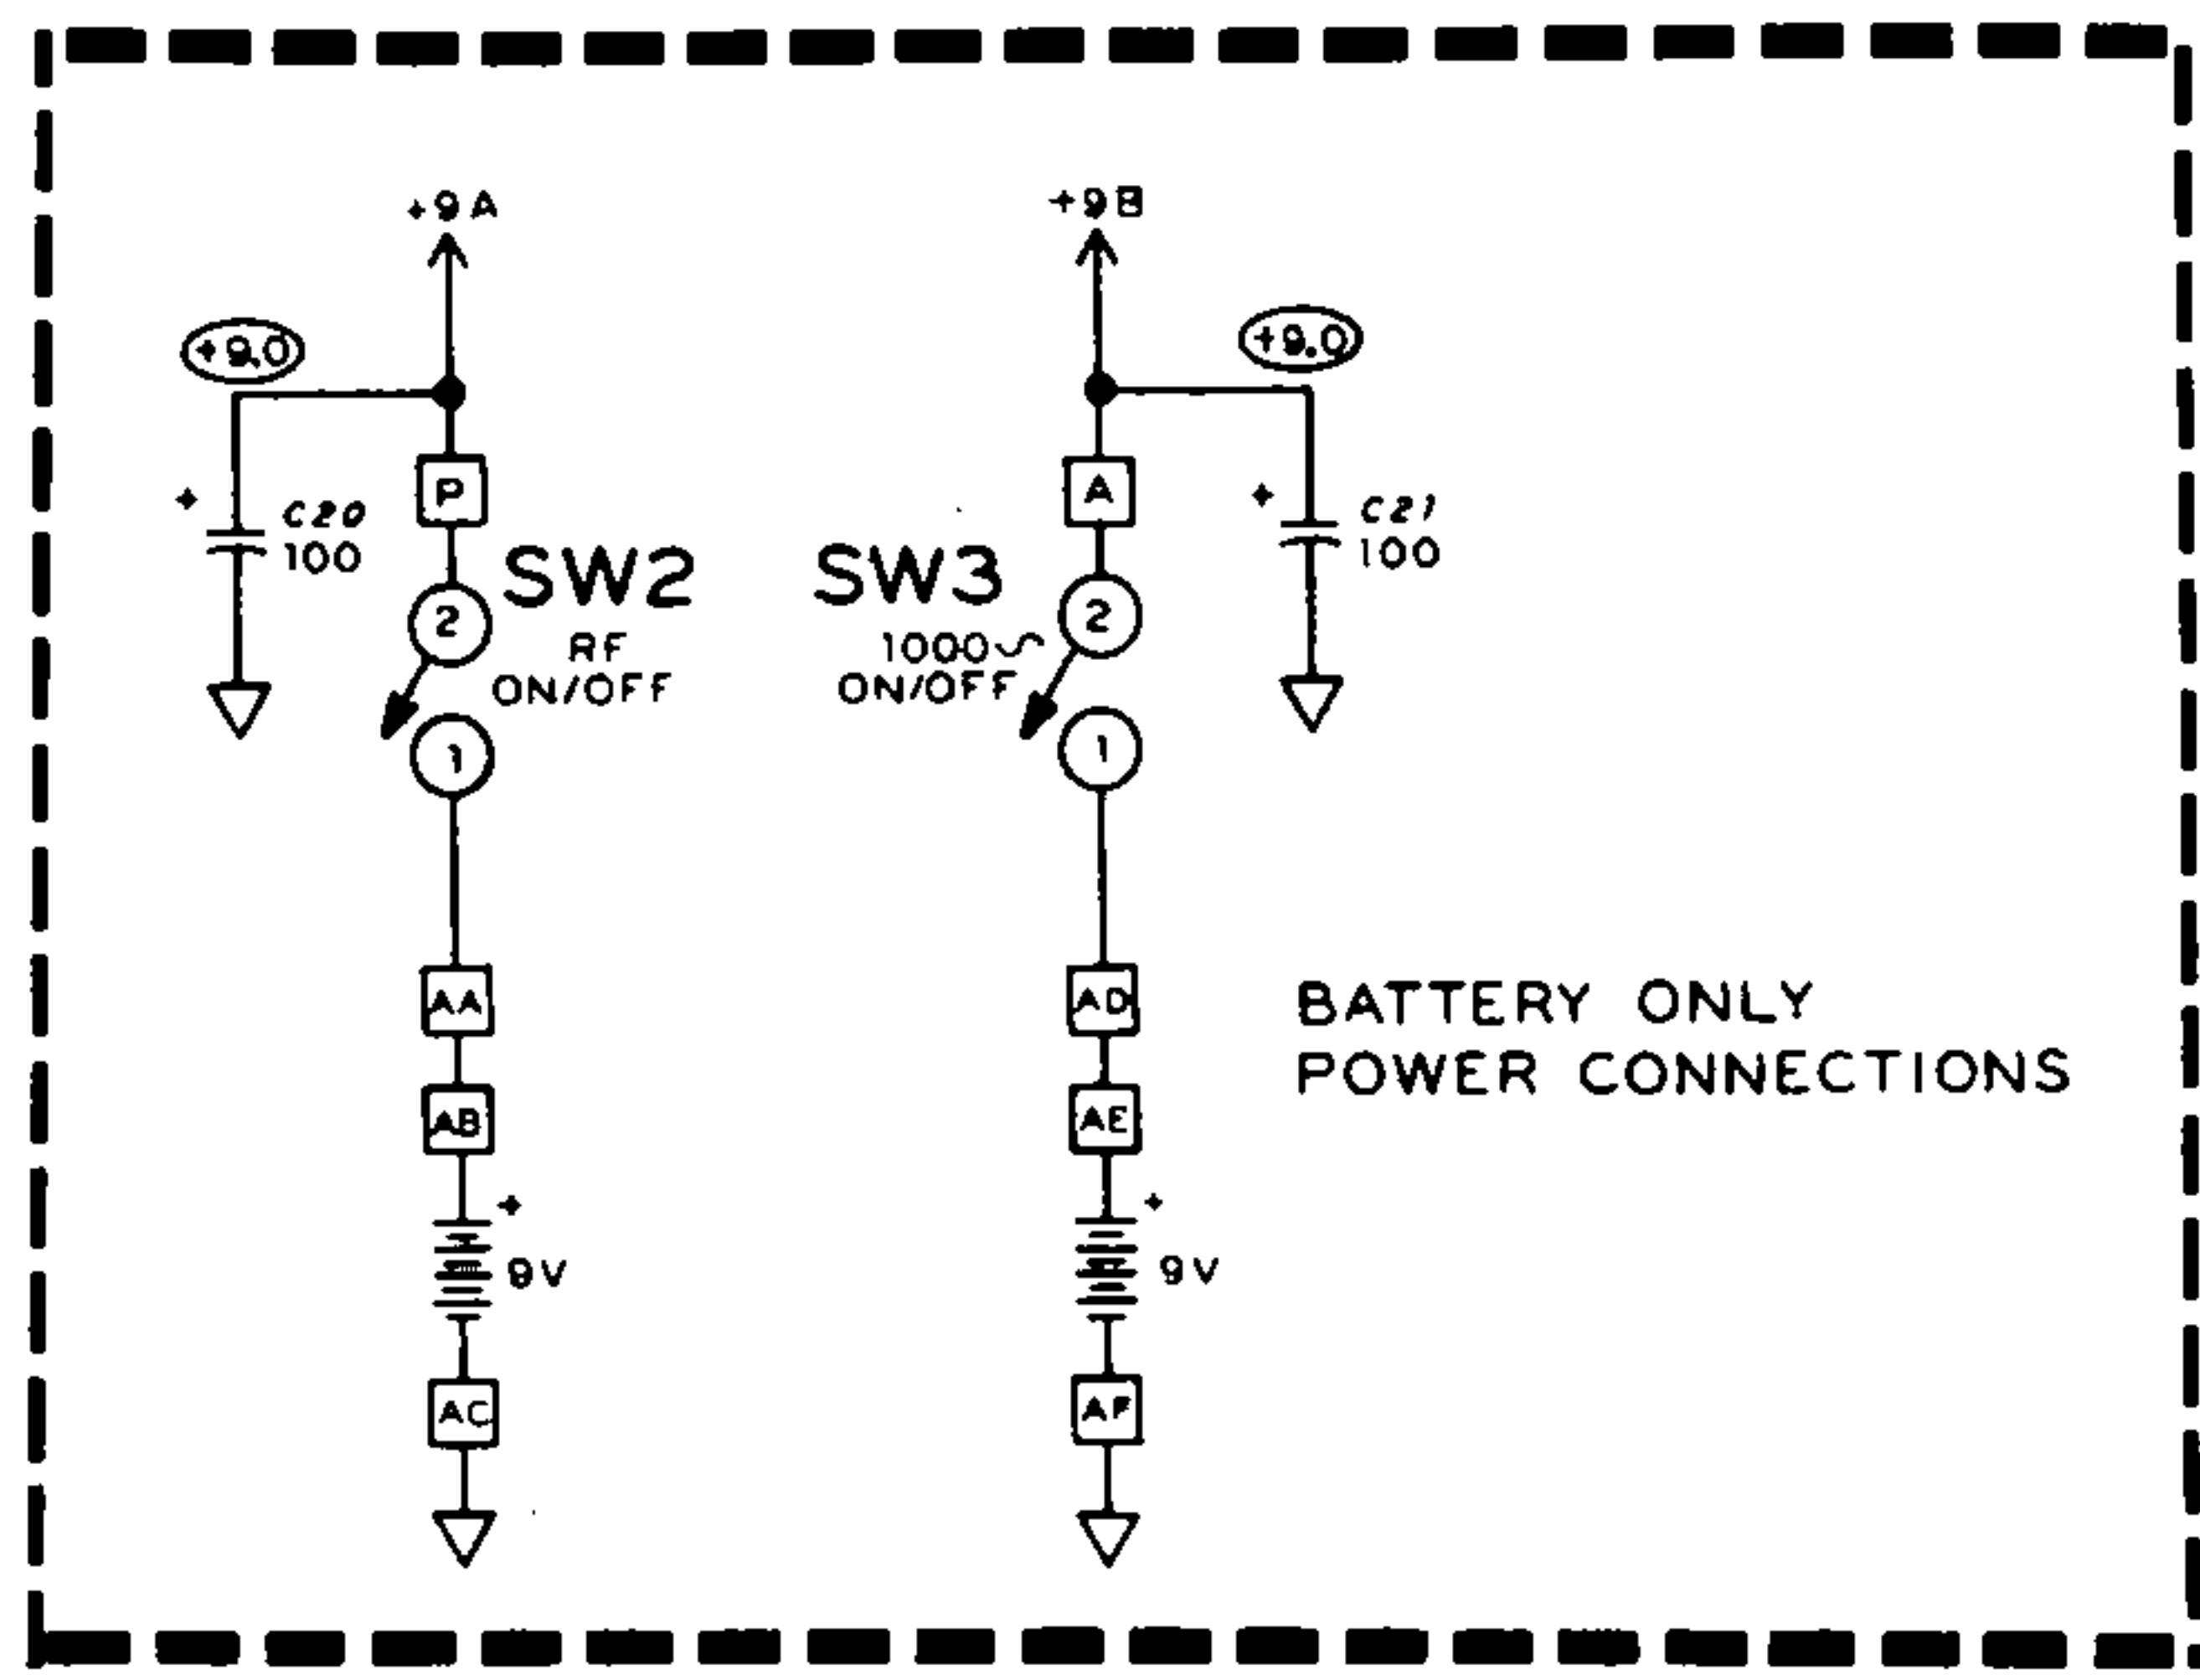 +9A
+9B
+9.0
+9.0
P
A
+
C20
100
+
C21
100
2
SW2
RF
ON/OFF
SW3
1000~
ON/OFF
2
1
1
AA
AD
BATTERY ONLY
POWER CONNECTIONS
AB
AE
+
9V
+
9V
AC
AF